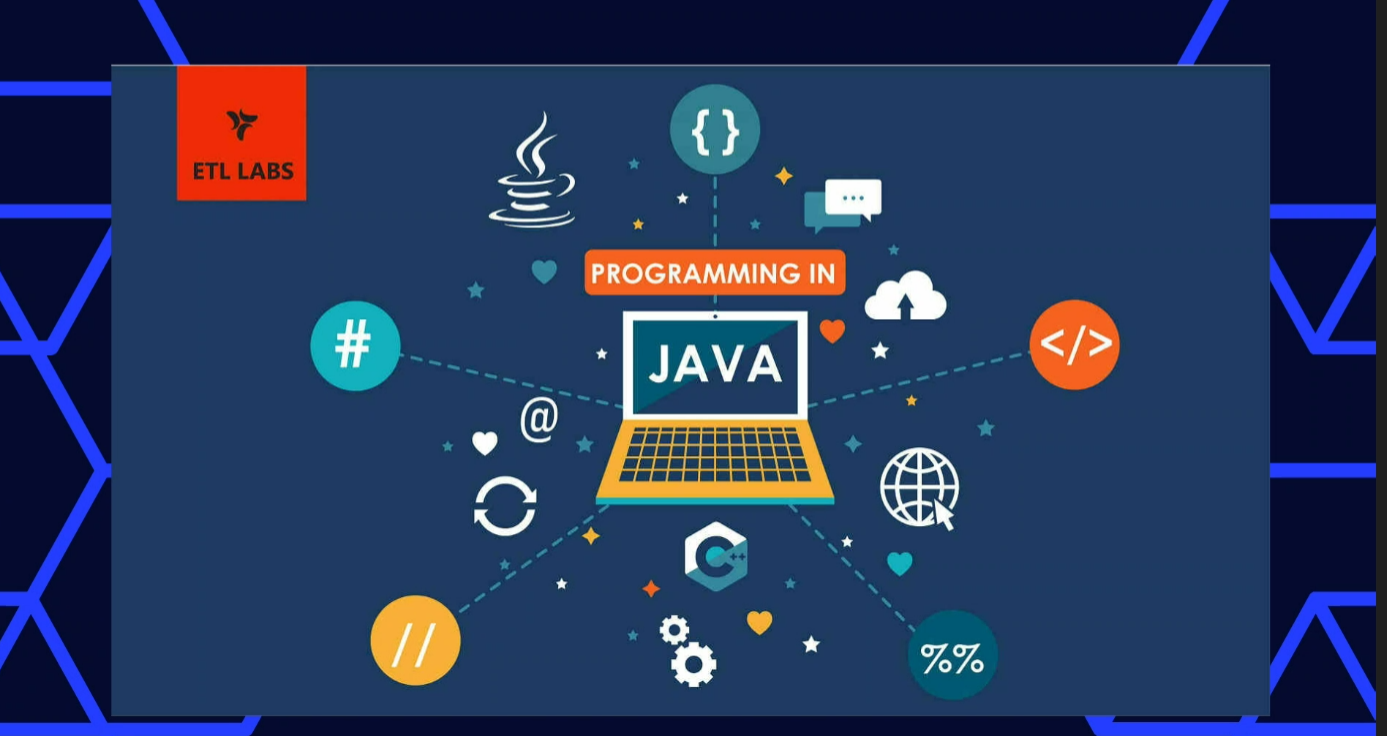 { }
ETL LABS
...
PROGRAMMING IN
JAVA
#
</>
@
C++
//
%%